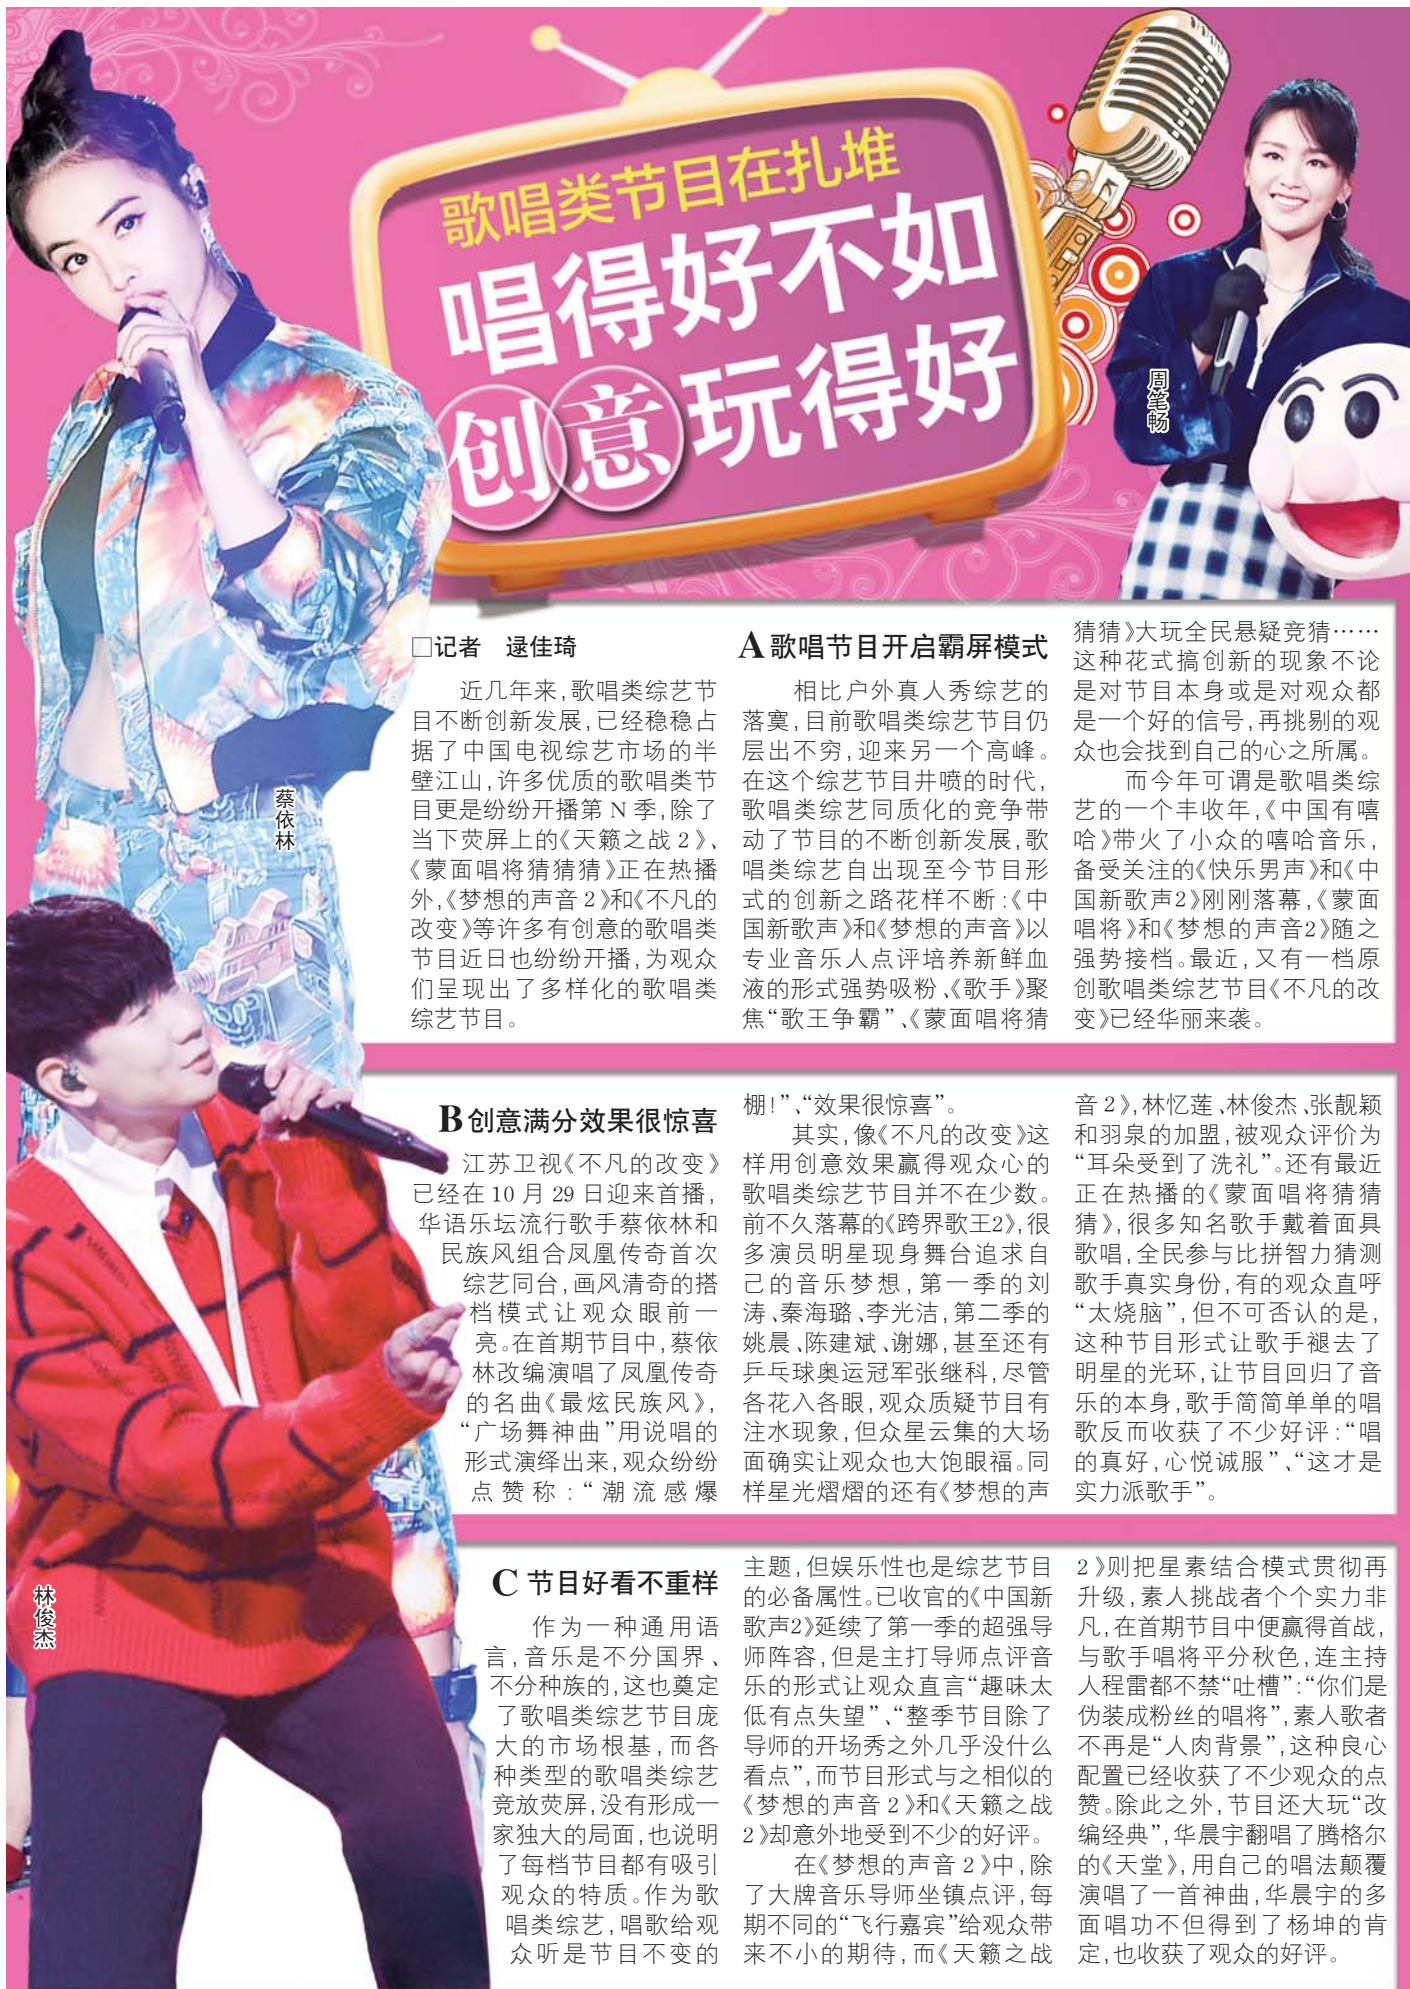 歌唱类节目在扎堆
唱得好不如
创意玩得好
周笔畅
蔡依林
林俊杰
□记者 逯佳琦
近几年来,歌唱类综艺节
目不断创新发展,已经稳稳占
据了中国电视综艺市场的半
壁江山,许多优质的歌唱类节
目更是纷纷开播第 N 季,除了
当下荧屏上的《天籁之战 2》、
《蒙面唱将猜猜猜》正在热播
外,《梦想的声音 2》和《不凡的
改变》等许多有创意的歌唱类
节目近日也纷纷开播,为观众
们呈现出了多样化的歌唱类
综艺节目。
A 歌唱节目开启霸屏模式
相比户外真人秀综艺的
落寞,目前歌唱类综艺节目仍
层出不穷,迎来另一个高峰。
在这个综艺节目井喷的时代,
歌唱类综艺同质化的竞争带
动了节目的不断创新发展,歌
唱类综艺自出现至今节目形
式的创新之路花样不断:《中
国新歌声》和《梦想的声音》以
专业音乐人点评培养新鲜血
液的形式强势吸粉、《歌手》聚
焦“歌王争霸”、《蒙面唱将猜
猜猜》大玩全民悬疑竞猜……
这种花式搞创新的现象不论
是对节目本身或是对观众都
是一个好的信号,再挑剔的观
众也会找到自己的心之所属。
而今年可谓是歌唱类综
艺的一个丰收年,《中国有嘻
哈》带火了小众的嘻哈音乐,
备受关注的《快乐男声》和《中
国新歌声2》刚刚落幕,《蒙面
唱将》和《梦想的声音2》随之
强势接档。最近,又有一档原
创歌唱类综艺节目《不凡的改
变》已经华丽来袭。
B 创意满分效果很惊喜
江苏卫视《不凡的改变》
已经在 10 月 29 日迎来首播,
华语乐坛流行歌手蔡依林和
民族风组合凤凰传奇首次
综艺同台,画风清奇的搭
档模式让观众眼前一
亮。在首期节目中,蔡依
林改编演唱了凤凰传奇
的名曲《最炫民族风》,
“广场舞神曲”用说唱的
形式演绎出来,观众纷纷
点赞称:“潮流感爆
棚!”、“效果很惊喜”。
其实,像《不凡的改变》这
样用创意效果赢得观众心的
歌唱类综艺节目并不在少数。
前不久落幕的《跨界歌王2》,很
多演员明星现身舞台追求自
己的音乐梦想,第一季的刘
涛、秦海璐、李光洁,第二季的
姚晨、陈建斌、谢娜,甚至还有
乒乓球奥运冠军张继科,尽管
各花入各眼,观众质疑节目有
注水现象,但众星云集的大场
面确实让观众也大饱眼福。同
样星光熠熠的还有《梦想的声
音 2》,林忆莲、林俊杰、张靓颖
和羽泉的加盟,被观众评价为
“耳朵受到了洗礼”。还有最近
正在热播的《蒙面唱将猜猜
猜》,很多知名歌手戴着面具
歌唱,全民参与比拼智力猜测
歌手真实身份,有的观众直呼
“太烧脑”,但不可否认的是,
这种节目形式让歌手褪去了
明星的光环,让节目回归了音
乐的本身,歌手简简单单的唱
歌反而收获了不少好评:“唱
的真好,心悦诚服”、“这才是
实力派歌手”。
C 节目好看不重样
作为一种通用语
言,音乐是不分国界、
不分种族的,这也奠定
了歌唱类综艺节目庞
大的市场根基,而各
种类型的歌唱类综艺
竞放荧屏,没有形成一
家独大的局面,也说明
了每档节目都有吸引
观众的特质。作为歌
唱类综艺,唱歌给观
众听是节目不变的
主题,但娱乐性也是综艺节目
的必备属性。已收官的《中国新
歌声2》延续了第一季的超强导
师阵容,但是主打导师点评音
乐的形式让观众直言“趣味太
低有点失望”、“整季节目除了
导师的开场秀之外几乎没什么
看点”,而节目形式与之相似的
《梦想的声音 2》和《天籁之战
2》却意外地受到不少的好评。
在《梦想的声音 2》中,除
了大牌音乐导师坐镇点评,每
期不同的“飞行嘉宾”给观众带
来不小的期待,而《天籁之战
2》则把星素结合模式贯彻再
升级,素人挑战者个个实力非
凡,在首期节目中便赢得首战,
与歌手唱将平分秋色,连主持
人程雷都不禁“吐槽”:“你们是
伪装成粉丝的唱将”,素人歌者
不再是“人肉背景”,这种良心
配置已经收获了不少观众的点
赞。除此之外,节目还大玩“改
编经典”,华晨宇翻唱了腾格尔
的《天堂》,用自己的唱法颠覆
演唱了一首神曲,华晨宇的多
面唱功不但得到了杨坤的肯
定,也收获了观众的好评。